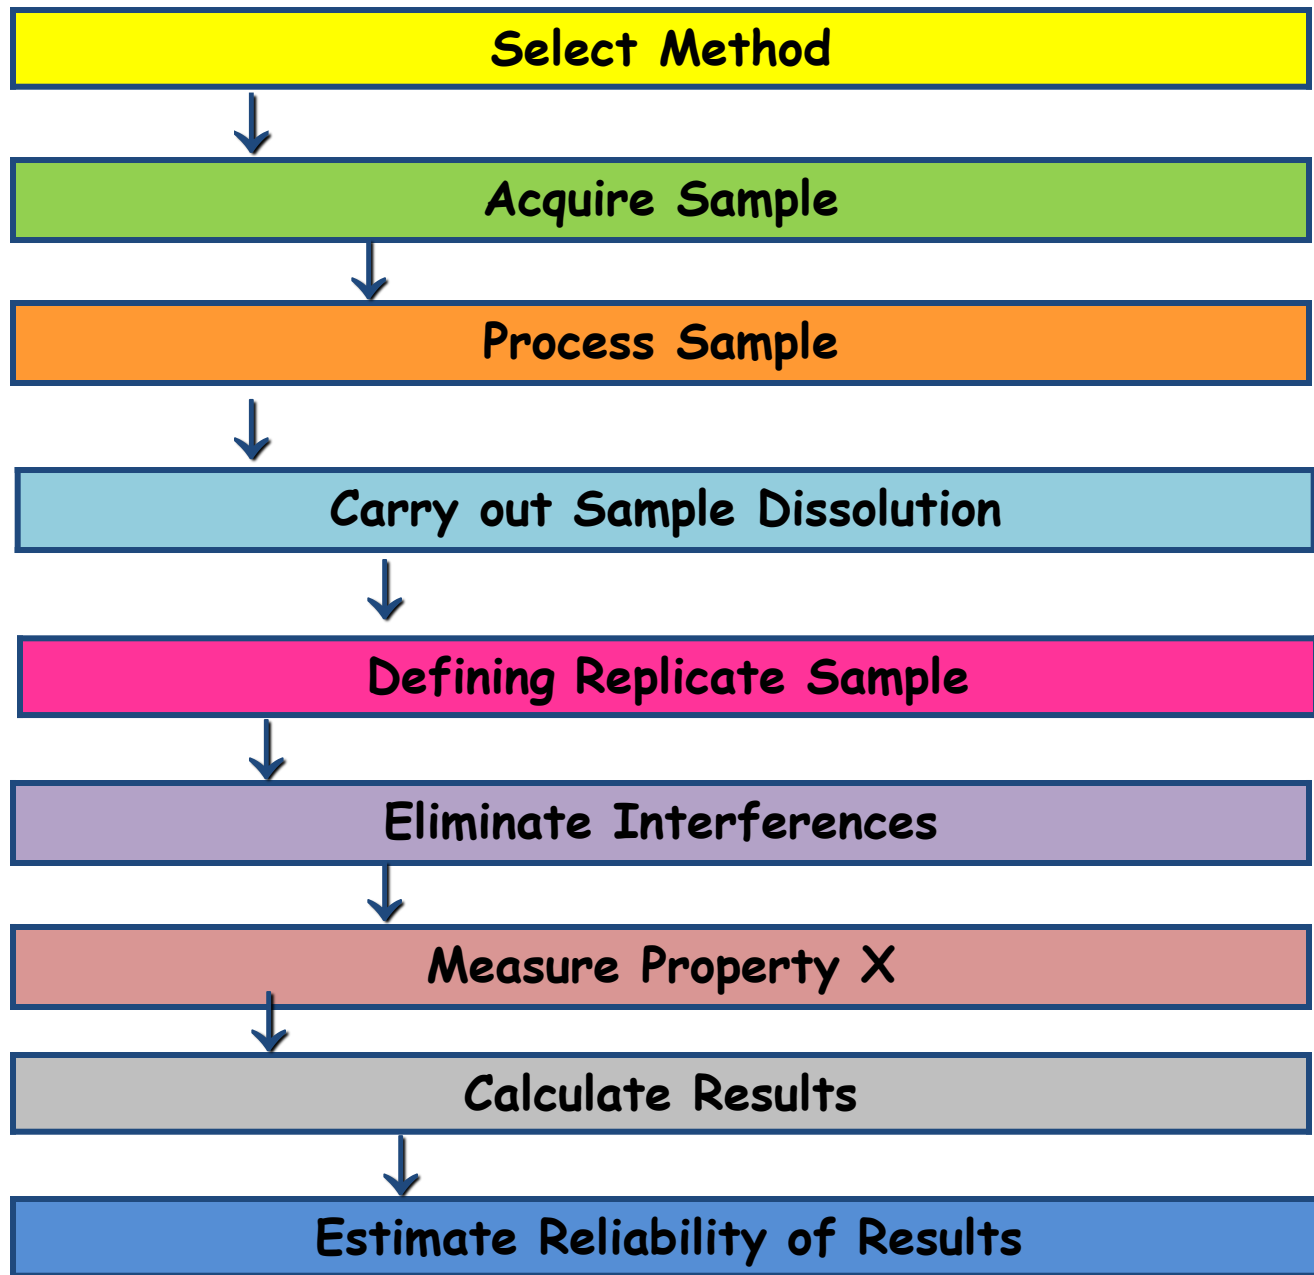 Select Method
Acquire Sample
Process Sample
Carry out Sample Dissolution
Defining Replicate Sample
Eliminate Interferences
Measure Property X
Calculate Results
Estimate Reliability of Results